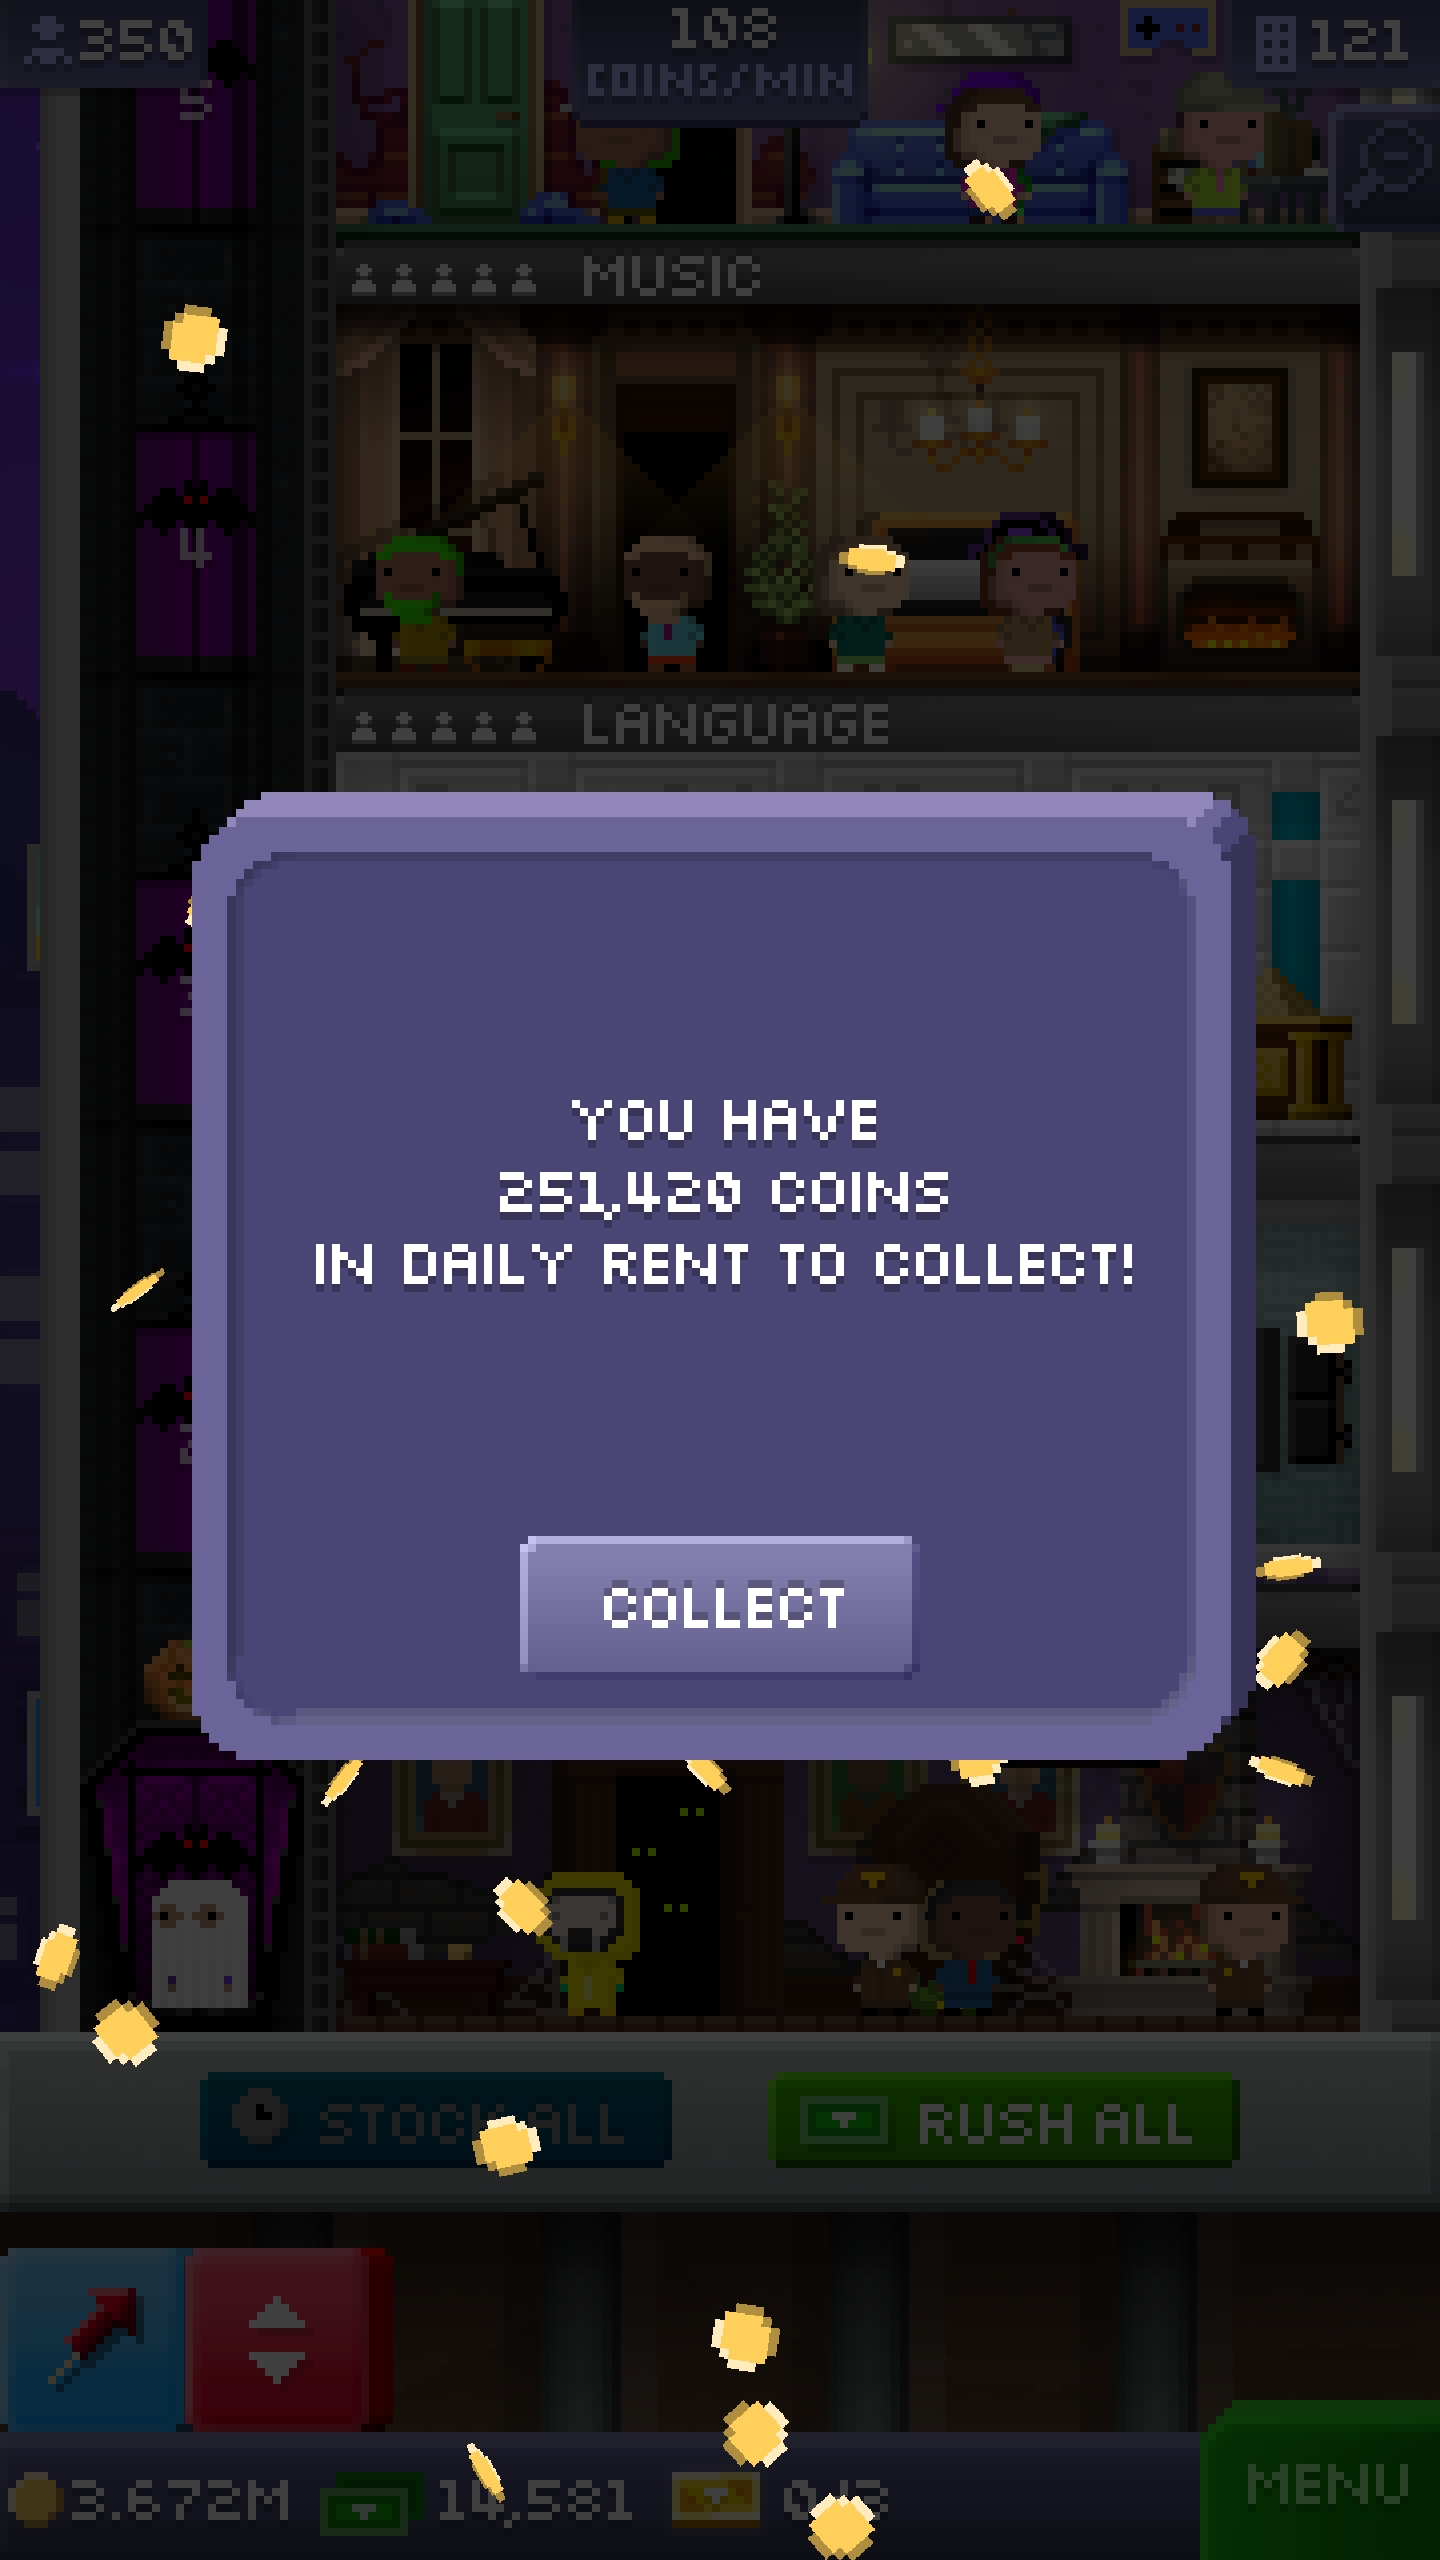 350
108
COINS/MIN
121
5
MUSIC
4
LANGUAGE
YOU HAVE
251,420 COINS
IN DAILY RENT TO COLLECT!
COLLECT
STOCK ALL
RUSH ALL
3.672M
14,581
MENU